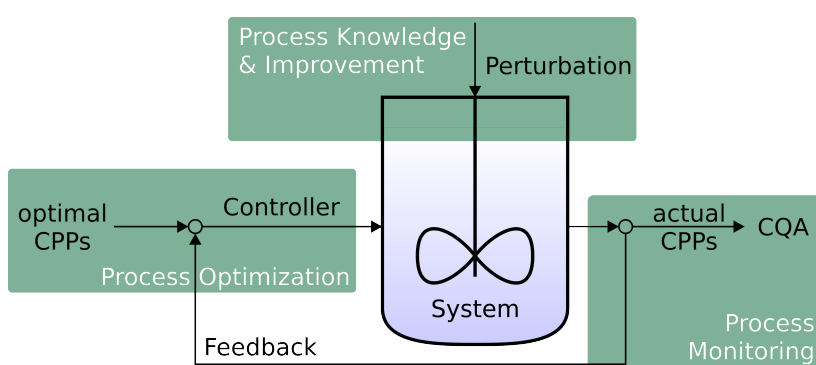 Process Knowledge
& Improvement
Perturbation
optimal
CPPs
Controller
Process Optimization
System
actual
CPPs
CQA
Process
Monitoring
Feedback